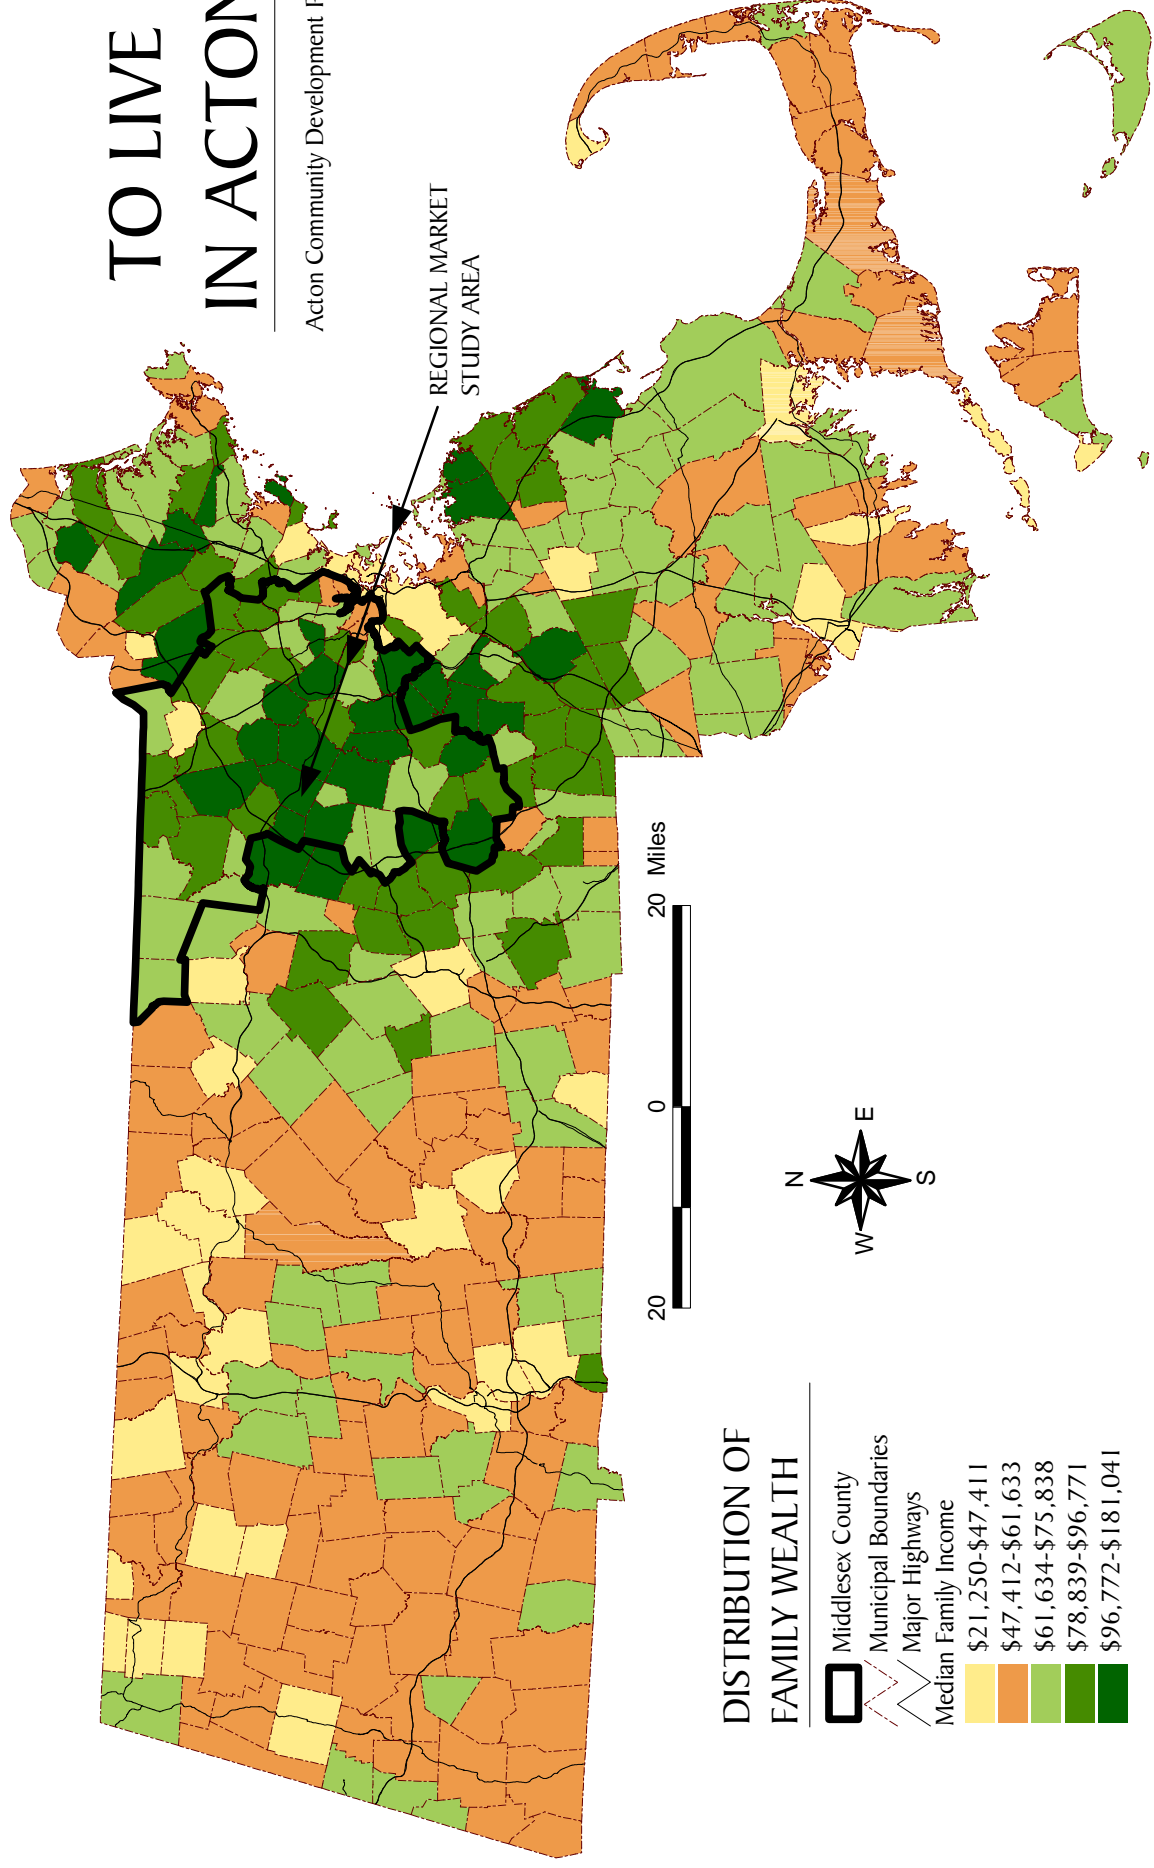 TO LIVE
IN ACTON
Acton Community Development
REGIONAL MARKET
STUDY AREA
20 0 20 Miles
N
W E
S
DISTRIBUTION OF
FAMILY WEALTH
Middlesex County
Municipal Boundaries
Major Highways
Median Family Income
$21,250-$47,411
$47,412-$61,633
$61,634-$75,838
$78,839-$96,771
$96,772-$181,041